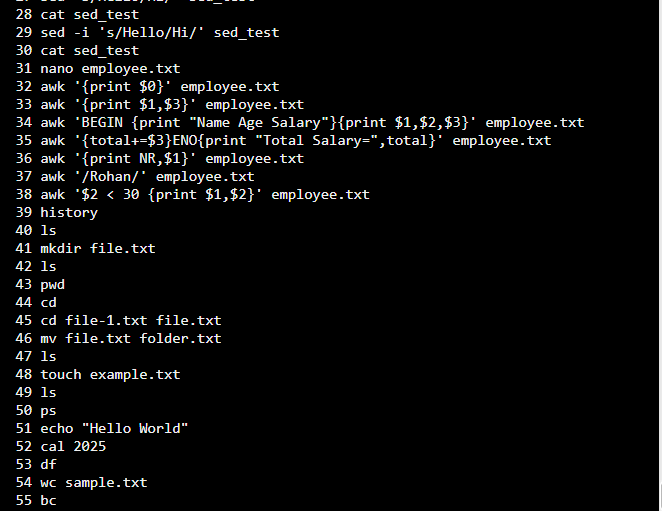 28 cat sed_test
29 sed -i 's/Hello/Hi/' sed_test
30 cat sed_test
31 nano employee.txt
32 awk '{print $0}' employee.txt
33 awk '{print $1,$3}' employee.txt
34 awk 'BEGIN {print "Name Age Salary"}{print $1,$2,$3}' employee.txt
35 awk '{total+=$3}ENO{print "Total Salary=",total}' employee.txt
36 awk '{print NR,$1}' employee.txt
37 awk '/Rohan/' employee.txt
38 awk '$2 < 30 {print $1,$2}' employee.txt
39 history
40 ls
41 mkdir file.txt
42 ls
43 pwd
44 cd
45 cd file-1.txt file.txt
46 mv file.txt folder.txt
47 ls
48 touch example.txt
49 ls
50 ps
51 echo "Hello World"
52 cal 2025
53 df
54 wc sample.txt
55 bc